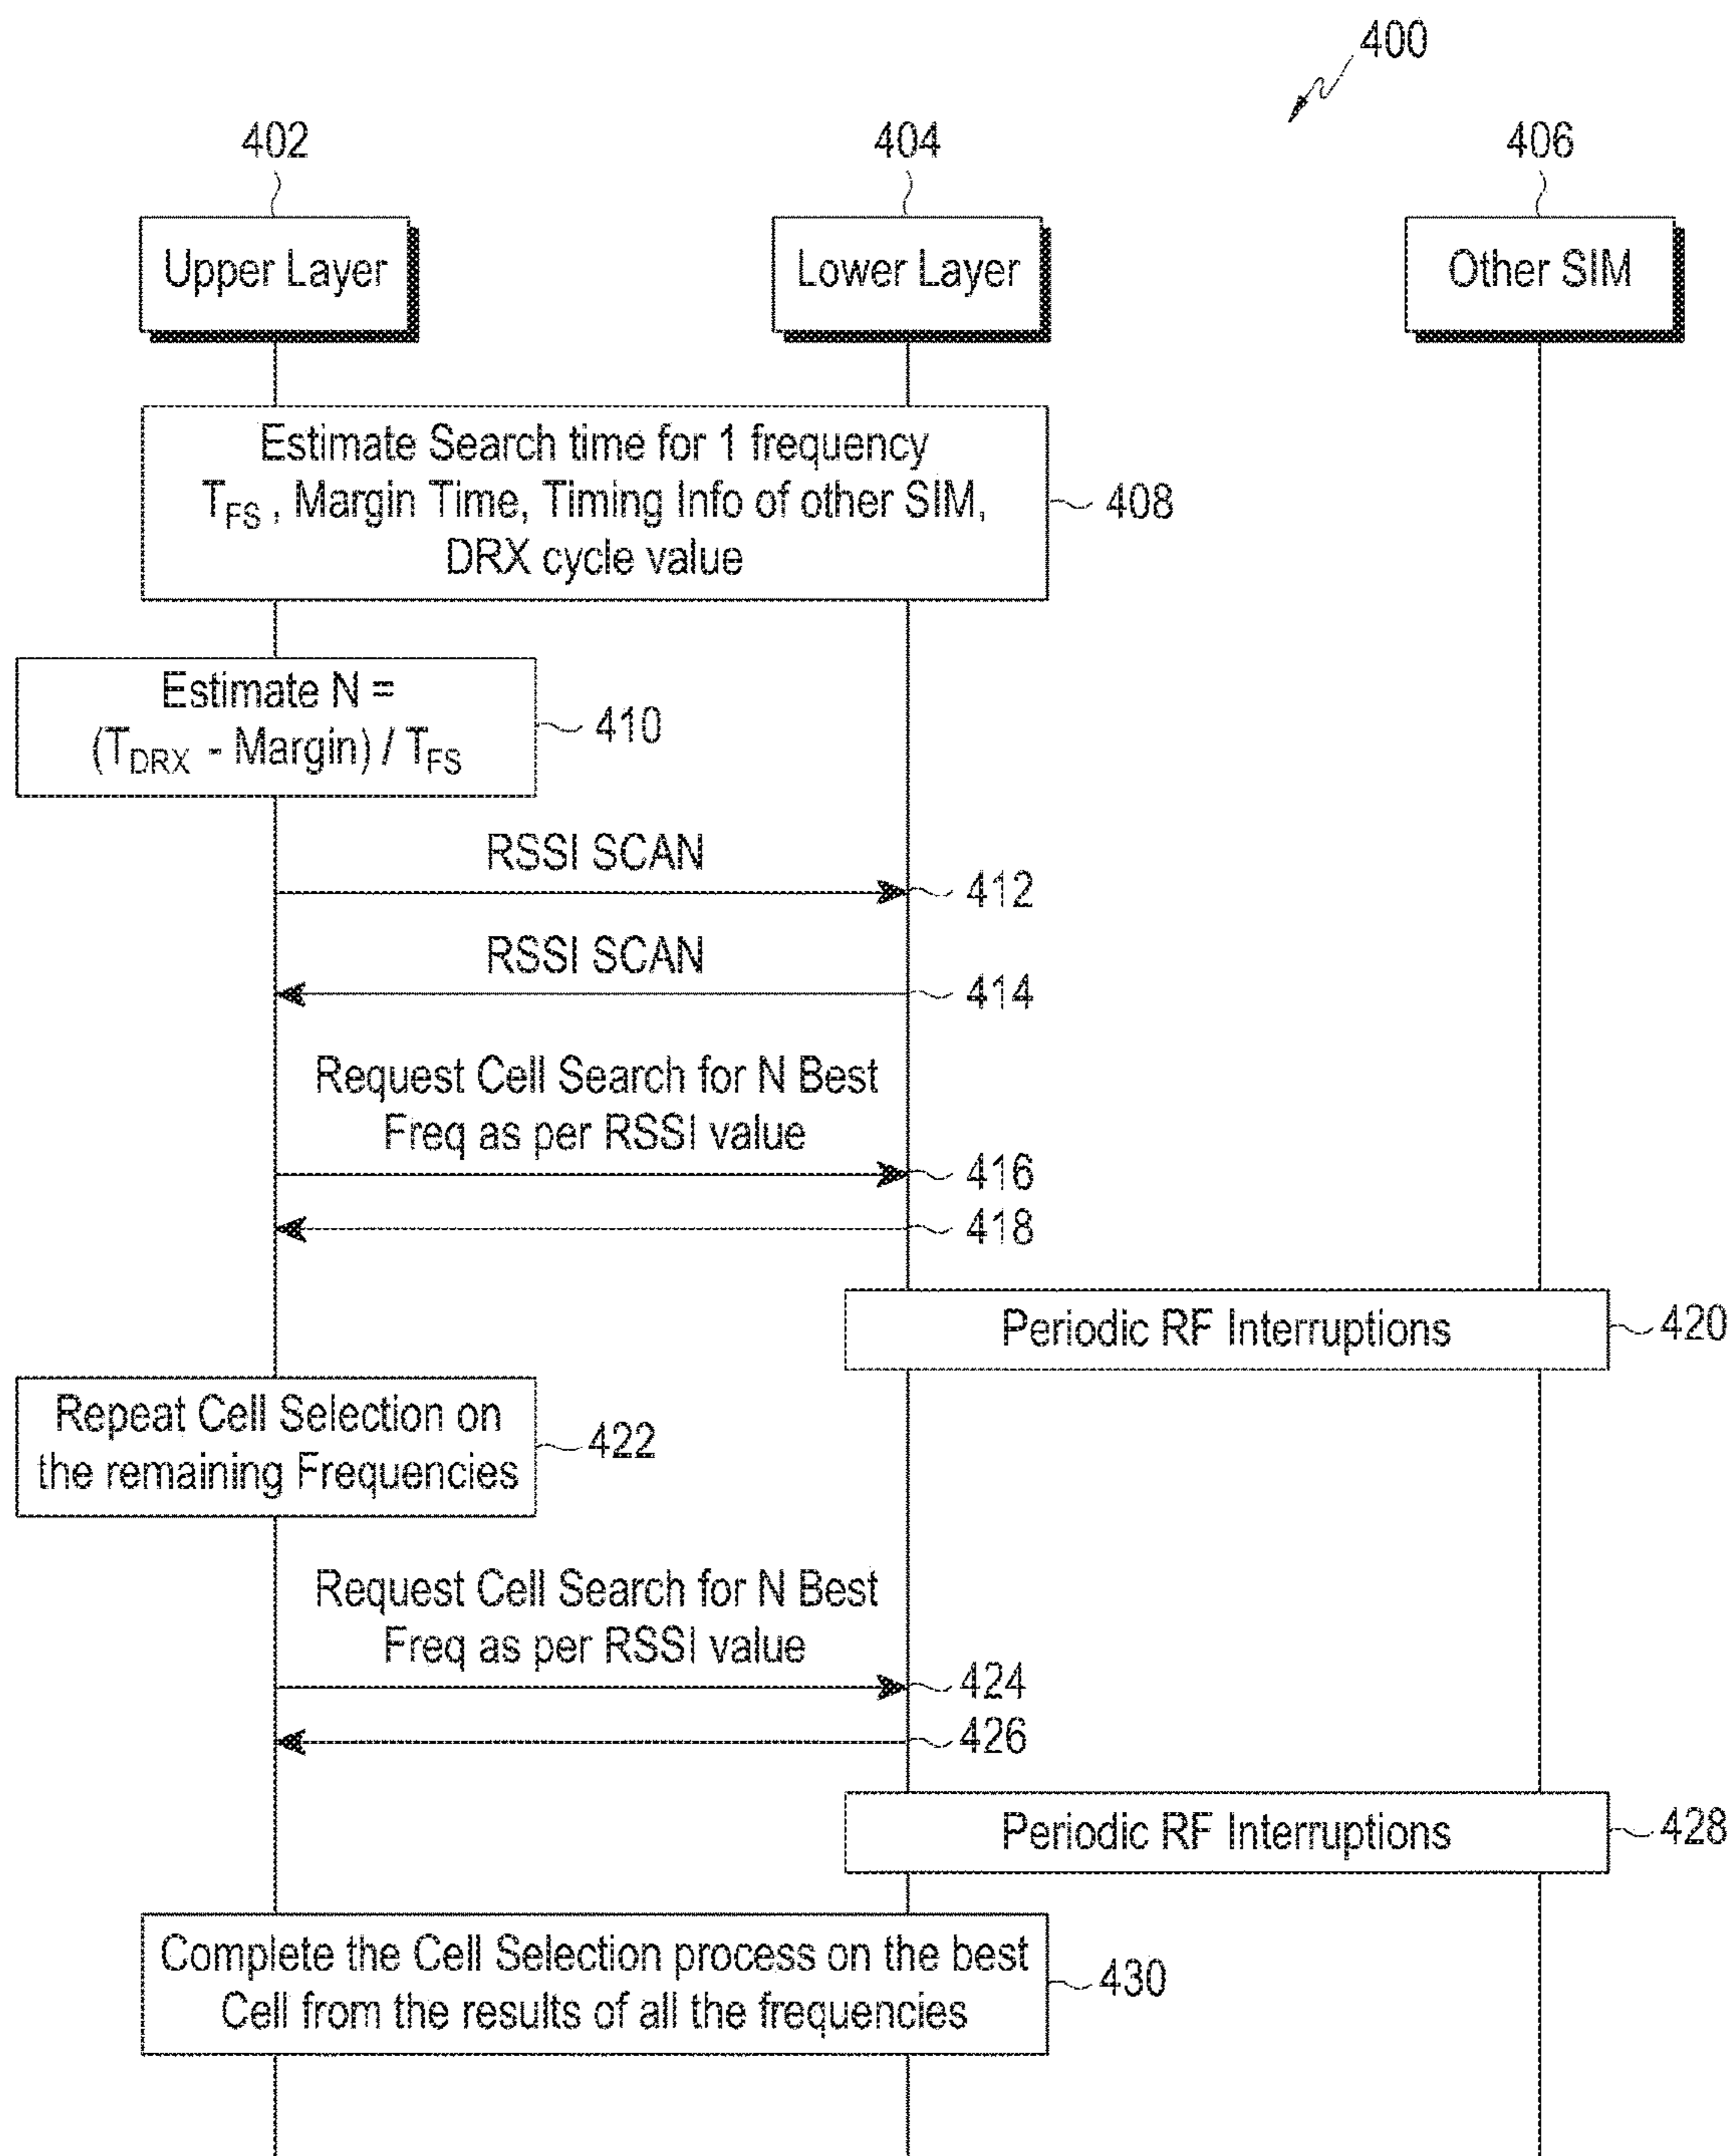 400
402
404
406
Upper Layer
Lower Layer
Other SIM
Estimate Search time for 1 frequency
T_FS , Margin Time, Timing Info of other SIM,
DRX cycle value
408
Estimate N =
(T_DRX - Margin) / T_FS
410
RSSI SCAN
412
RSSI SCAN
414
Request Cell Search for N Best
Freq as per RSSI value
416
418
Periodic RF Interruptions
420
Repeat Cell Selection on
the remaining Frequencies
422
Request Cell Search for N Best
Freq as per RSSI value
424
426
Periodic RF Interruptions
428
Complete the Cell Selection process on the best
Cell from the results of all the frequencies
430